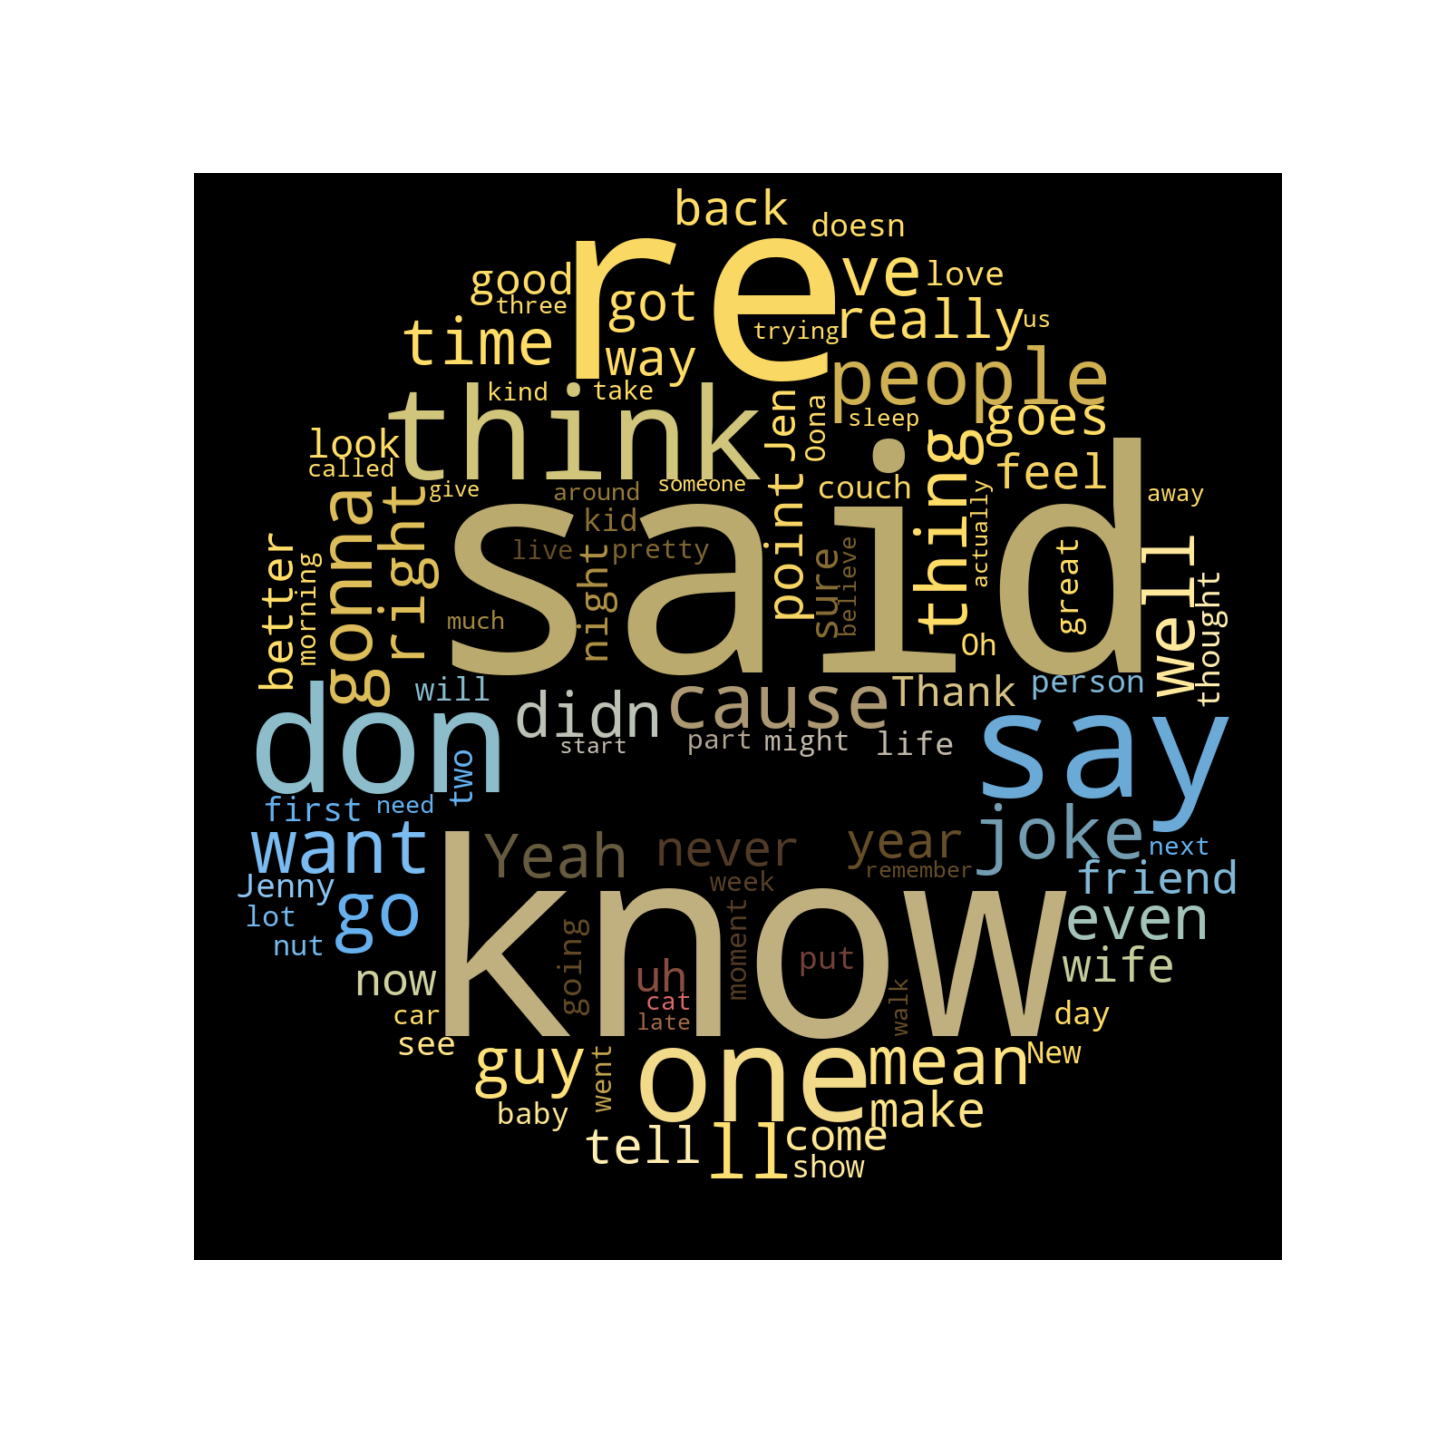 back
doesn
re
ve
love
good
three
got
really
us
trying
time
way
people
kind
take
think
Jen
Oona
sleep
goes
look
called
thing
feel
give
around
someone
couch
away
gonna
right
said
kid
point
actually
live
pretty
sure
believe
great
well
better
morning
night
much
Oh
thought
will
didn
cause
Thank
person
don
start
part
might
life
say
two
first
need
want
Yeah
never
year
joke
next
remember
Jenny
week
friend
lot
go
know
going
moment
even
nut
now
uh
put
wife
cat
walk
car
late
day
see
guy
went
one
mean
New
baby
make
tell
ll
come
show